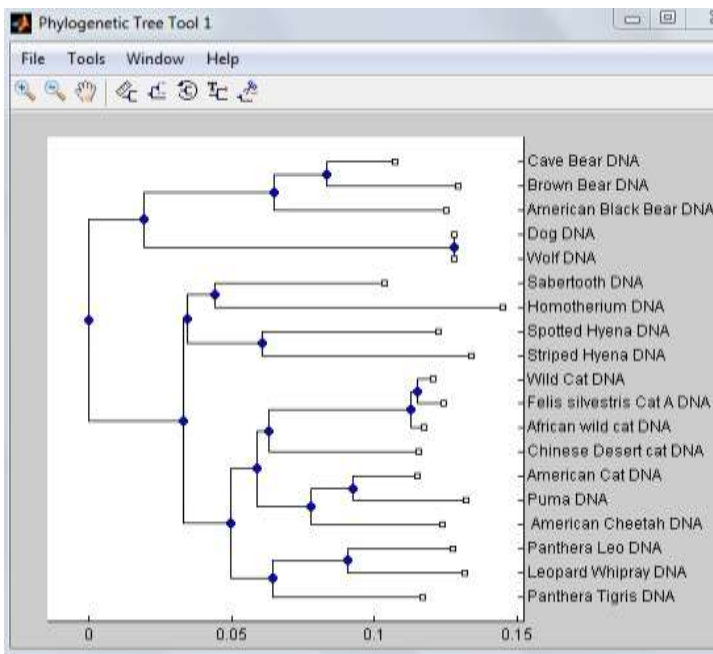 Phylogenetic Tree Tool 1
File Tools Window Help
Cave Bear DNA
Brown Bear DNA
American Black Bear DNA
Dog DNA
Wolf DNA
Sabertooth DNA
Homotherium DNA
Spotted Hyena DNA
Striped Hyena DNA
Wild Cat DNA
Felis silvestris Cat A DNA
African wild cat DNA
Chinese Desert cat DNA
American Cat DNA
Puma DNA
American Cheetah DNA
Panthera Leo DNA
Leopard Whipray DNA
Panthera Tigris DNA
0 0.05 0.1 0.15